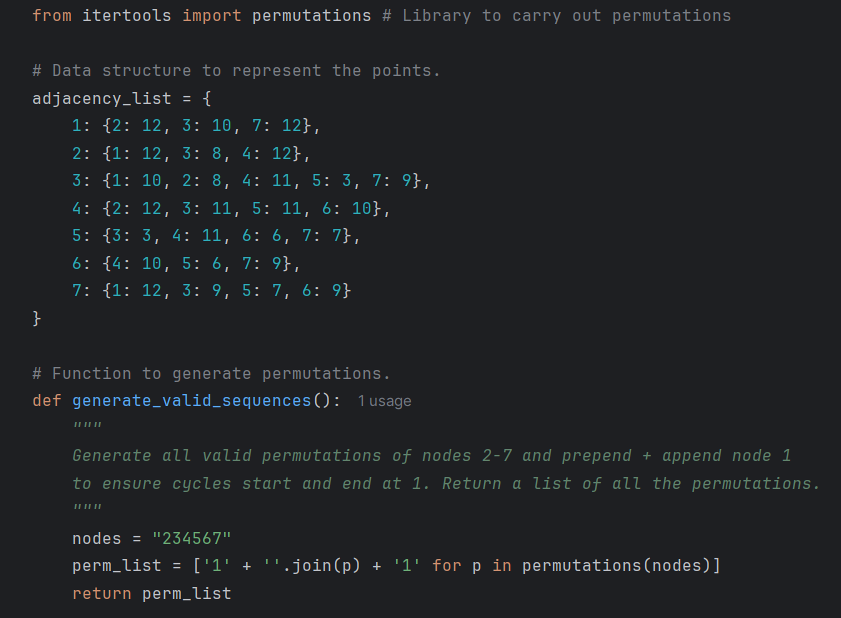 from itertools import permutations # Library to carry out permutations
# Data structure to represent the points.
adjacency_list = {
    1: {2: 12, 3: 10, 7: 12},
    2: {1: 12, 3: 8, 4: 12},
    3: {1: 10, 2: 8, 4: 11, 5: 3, 7: 9},
    4: {2: 12, 3: 11, 5: 11, 6: 10},
    5: {3: 3, 4: 11, 6: 6, 7: 7},
    6: {4: 10, 5: 6, 7: 9},
    7: {1: 12, 3: 9, 5: 7, 6: 9}
}
# Function to generate permutations.
def generate_valid_sequences():  1 usage
    """
    Generate all valid permutations of nodes 2-7 and prepend + append node 1
    to ensure cycles start and end at 1. Return a list of all the permutations.
    """
    nodes = "234567"
    perm_list = ['1' + ''.join(p) + '1' for p in permutations(nodes)]
    return perm_list